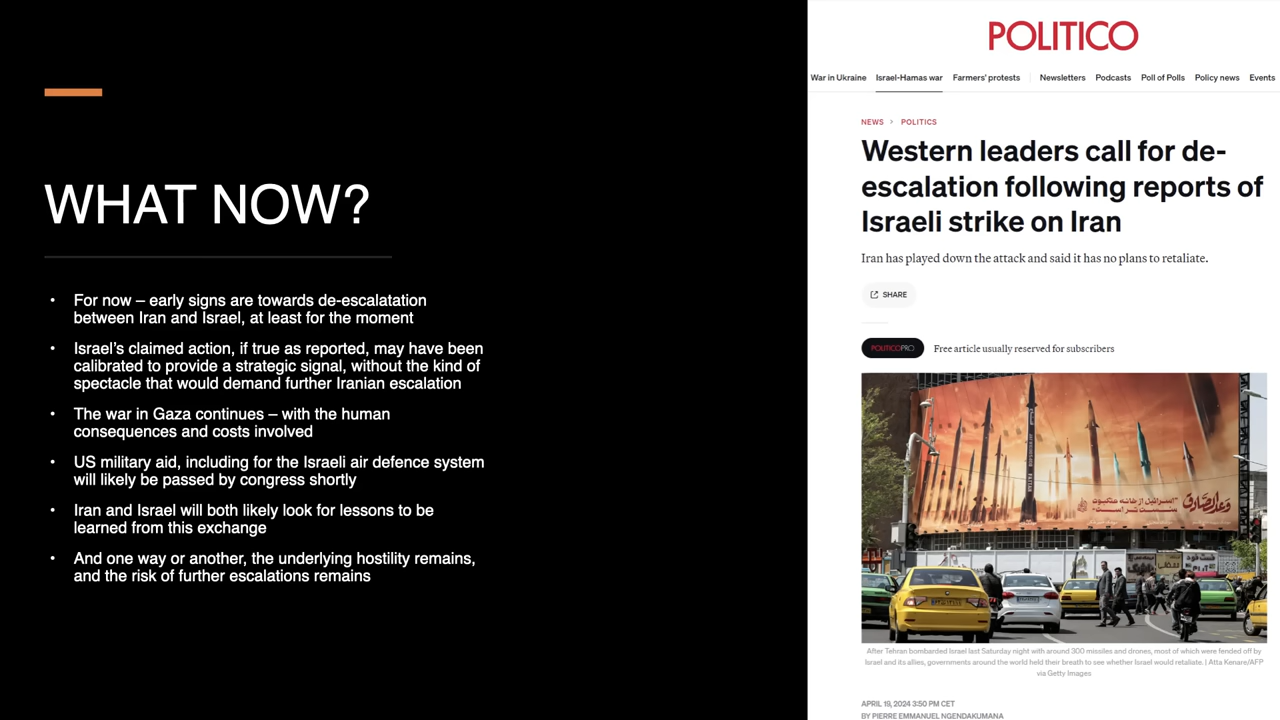 WHAT NOW?
• For now – early signs are towards de-escalatation
between Iran and Israel, at least for the moment
• Israel’s claimed action, if true as reported, may have been
calibrated to provide a strategic signal, without the kind of
spectacle that would demand further Iranian escalation
• The war in Gaza continues – with the human
consequences and costs involved
• US military aid, including for the Israeli air defence system
will likely be passed by congress shortly
• Iran and Israel will both likely look for lessons to be
learned from this exchange
• And one way or another, the underlying hostility remains,
and the risk of further escalations remains
POLITICO
War in Ukraine Israel-Hamas war Farmers’ protests Newsletters Podcasts Poll of Polls Policy news Events
NEWS > POLITICS
Western leaders call for de-
escalation following reports of
Israeli strike on Iran
Iran has played down the attack and said it has no plans to retaliate.
SHARE
POLITICOPRO Free article usually reserved for subscribers
وعدالصادق
"اسرائیل از خانه عنکبوت
سست تر است"
After Tehran bombarded Israel last Saturday night with around 300 missiles and drones, most of which were fended off by
Israel and its allies, governments around the world held their breath to see whether Israel would retaliate. | Atta Kenare/AFP
via Getty Images
APRIL 19, 2024 3:50 PM CET
BY PIERRE EMMANUEL NGENDAKUMANA